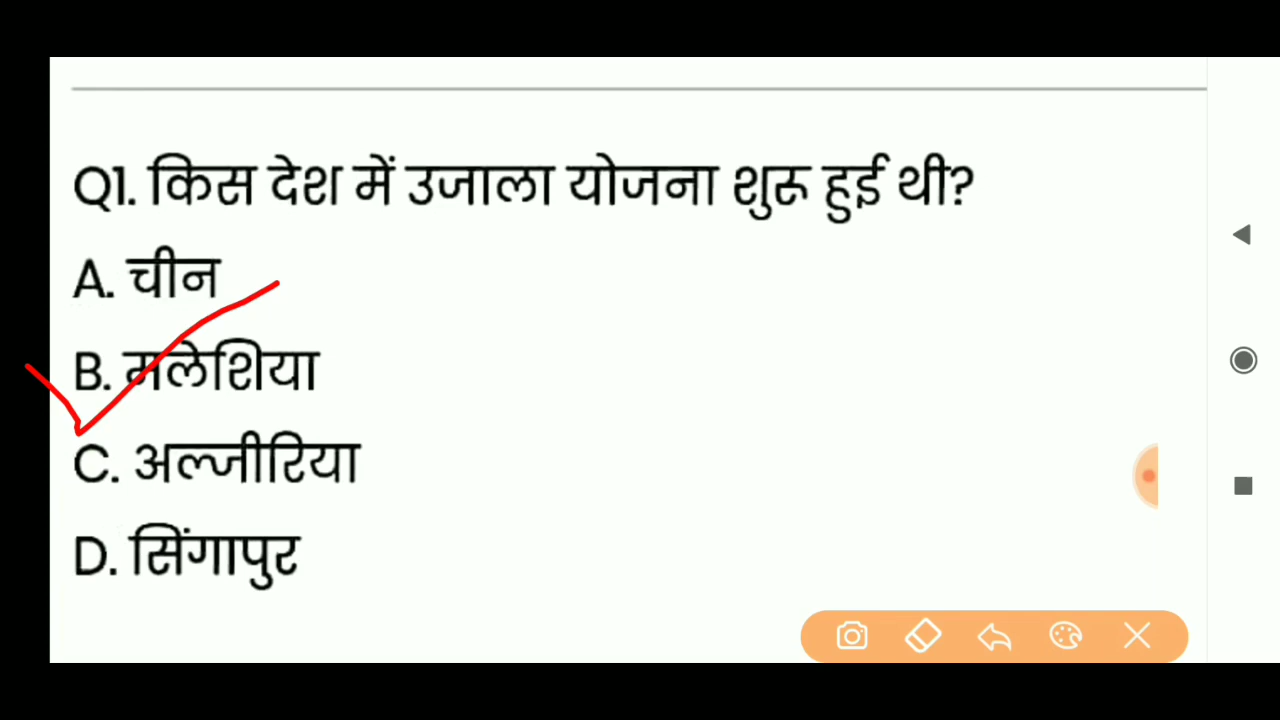 Q1. किस देश में उजाला योजना शुरू हुई थी?
A. चीन
B. मलेशिया
C. अल्जीरिया
D. सिंगापुर